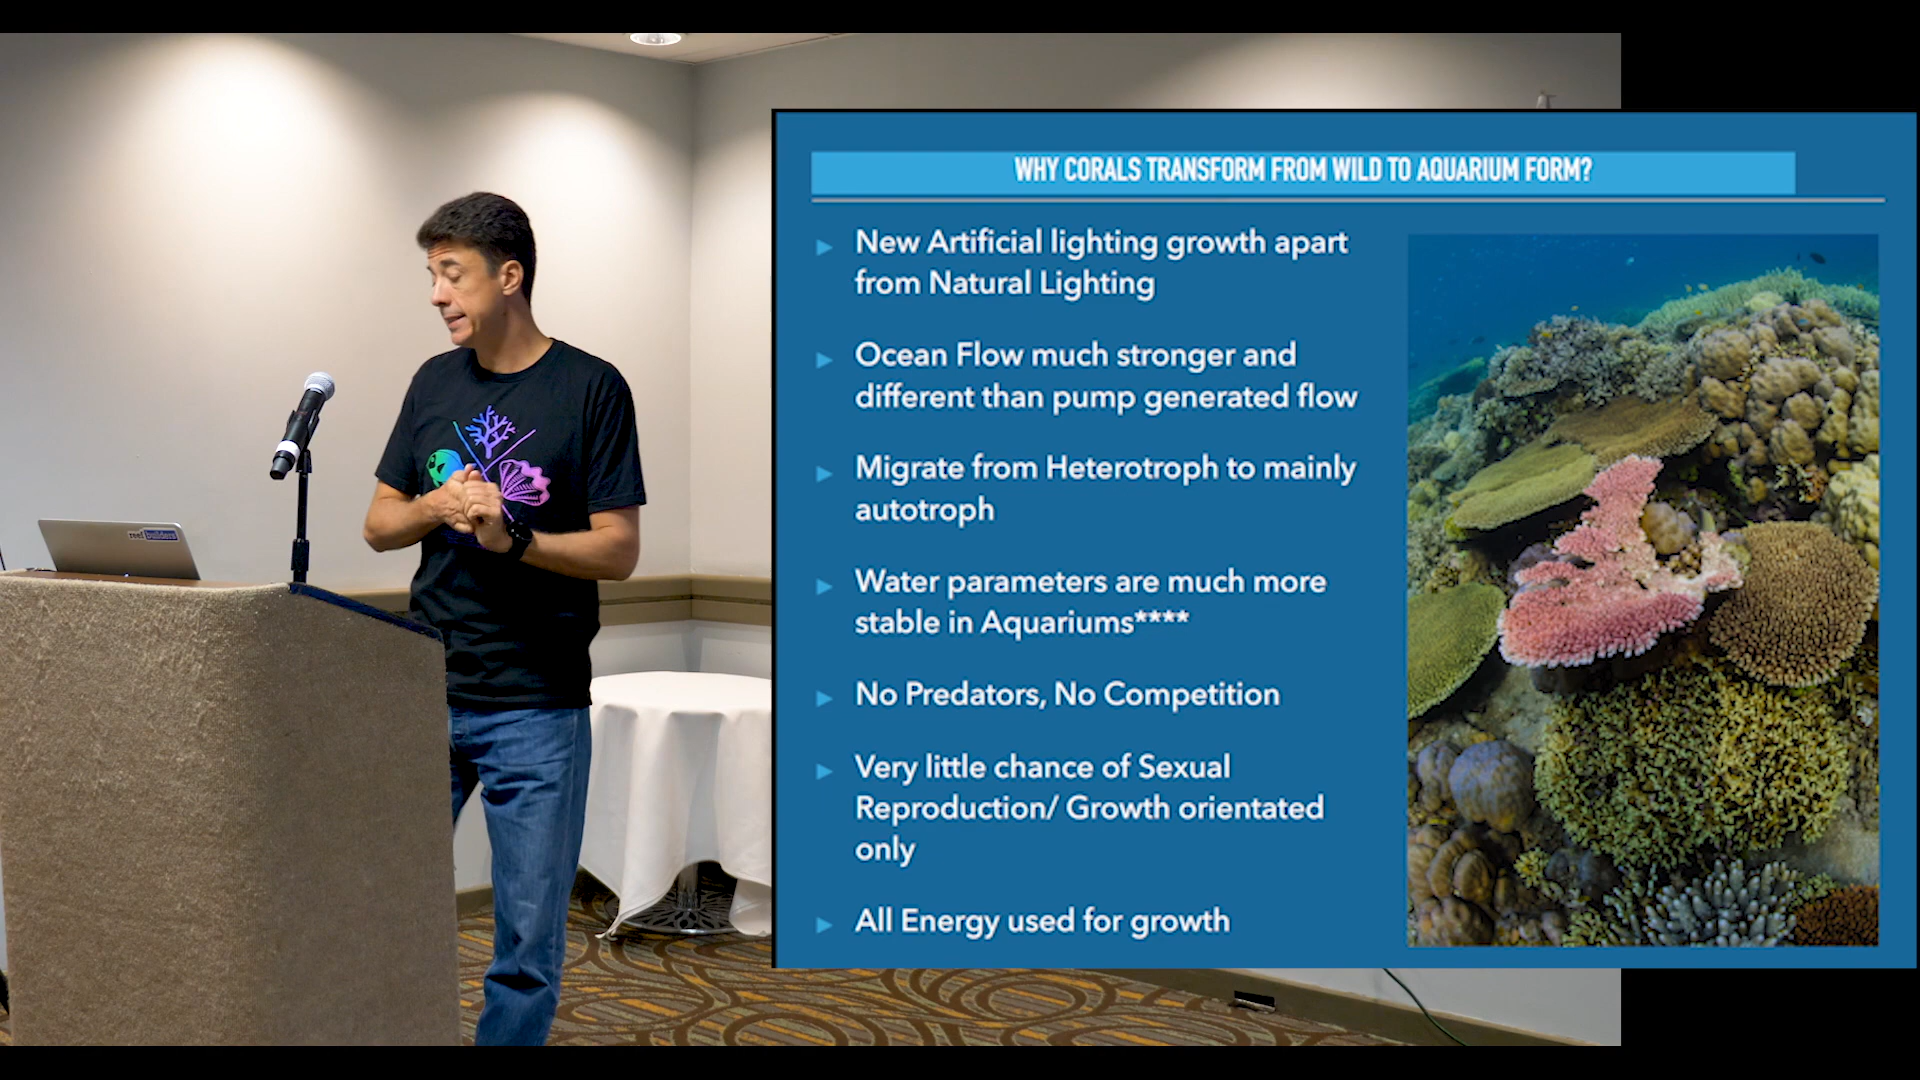 WHY CORALS TRANSFORM FROM WILD TO AQUARIUM FORM?
New Artificial lighting growth apart
from Natural Lighting
Ocean Flow much stronger and
different than pump generated flow
Migrate from Heterotroph to mainly
autotroph
Water parameters are much more
stable in Aquariums****
No Predators, No Competition
Very little chance of Sexual
Reproduction/ Growth orientated
only
All Energy used for growth
reef builders